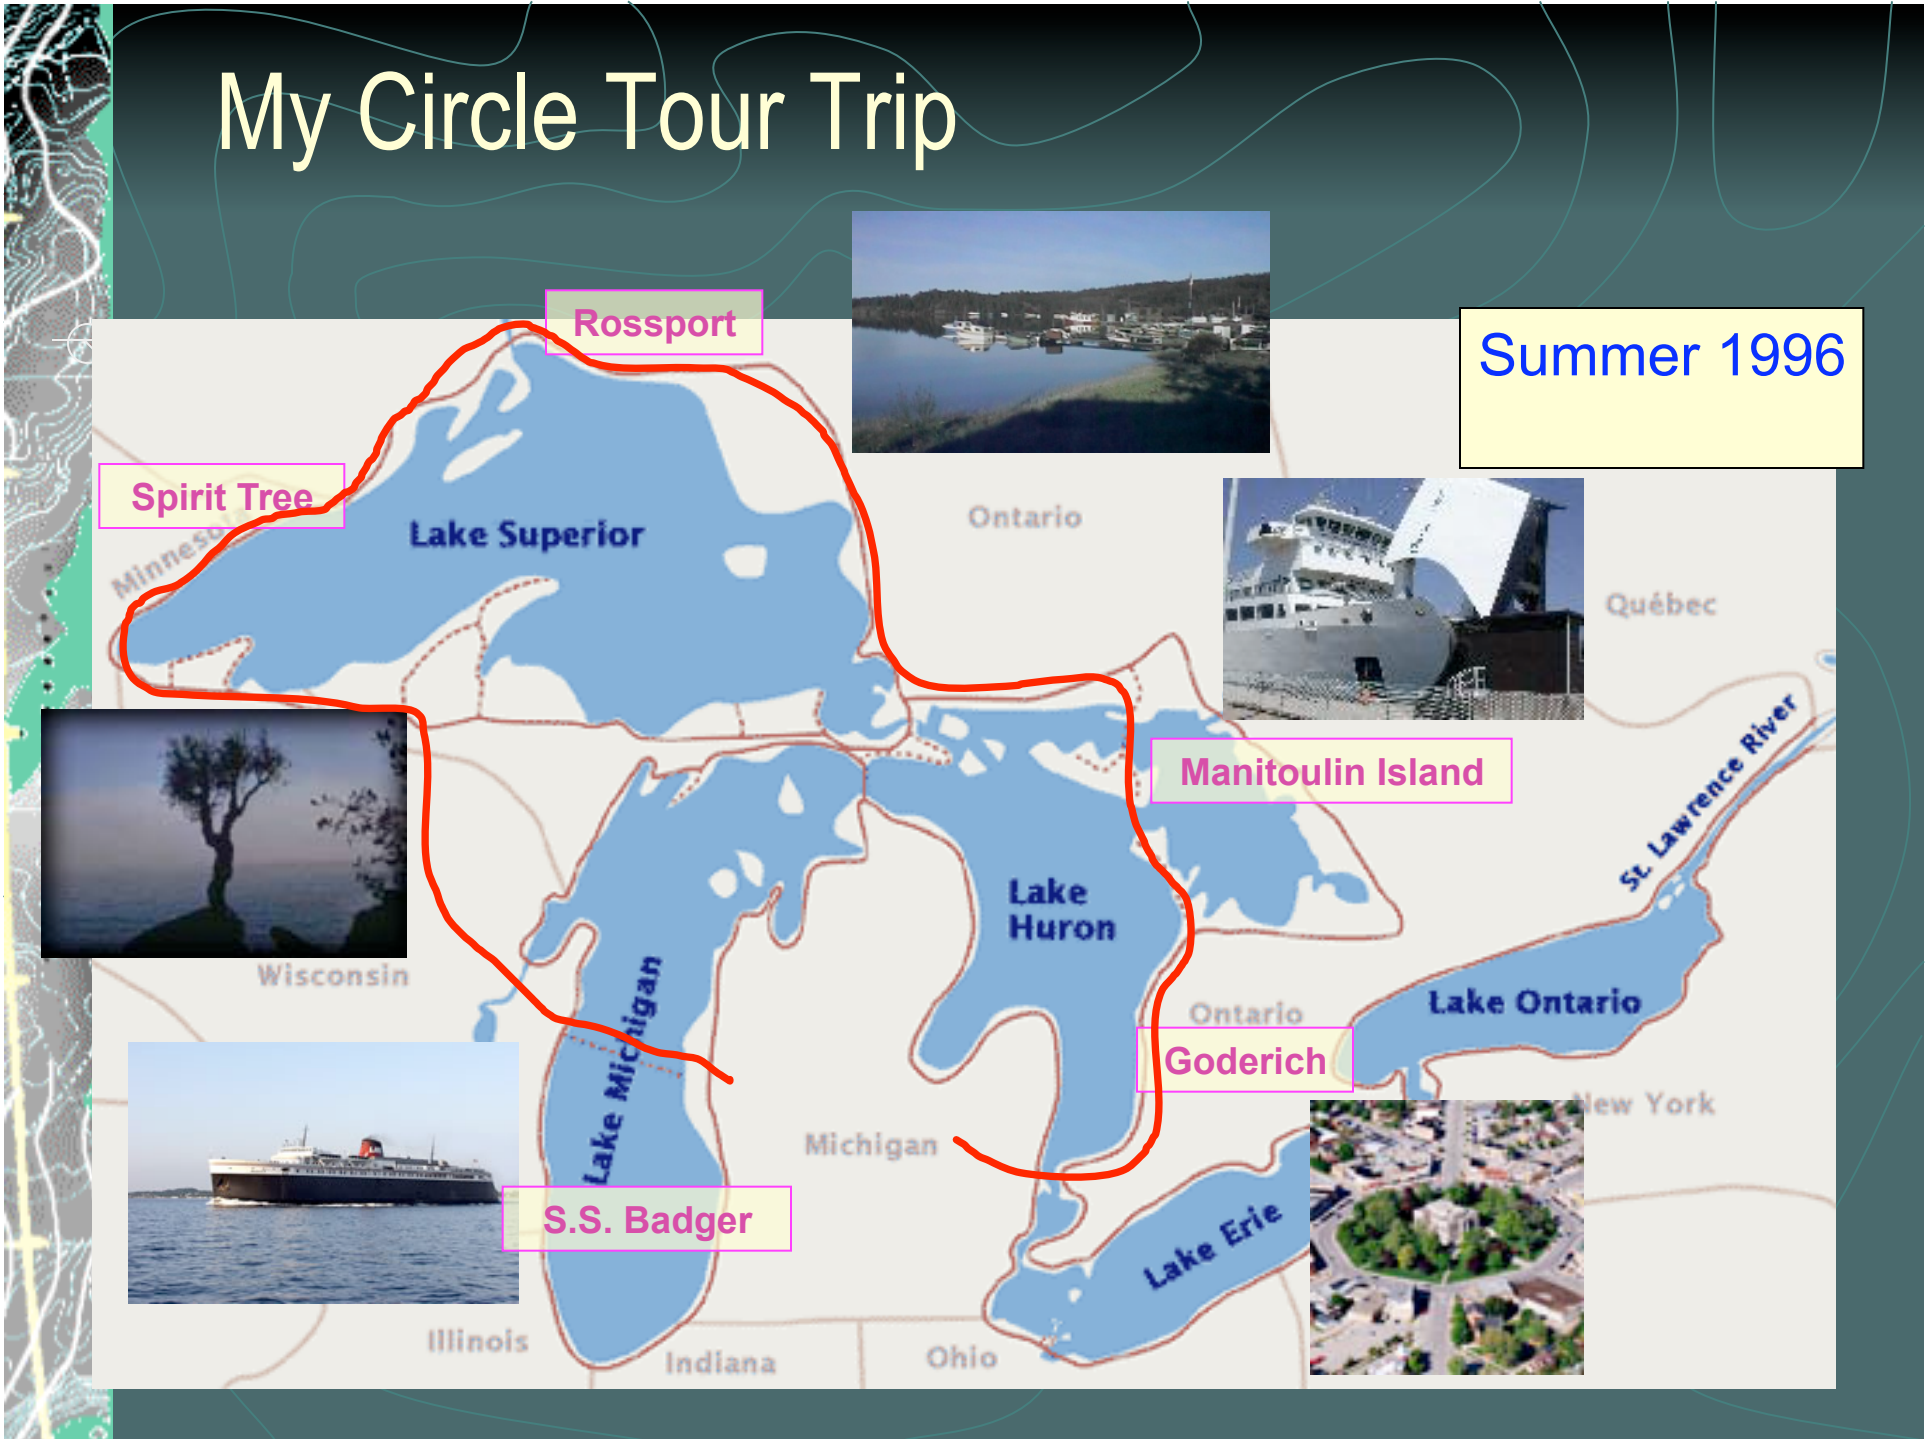 My Circle Tour Trip
Rossport
Summer 1996
Spirit Tree
Minnesota
Lake Superior
Ontario
Québec
Manitoulin Island
St. Lawrence River
Lake
Huron
Wisconsin
Lake Michigan
Ontario
Lake Ontario
Goderich
New York
Michigan
S.S. Badger
Lake Erie
Illinois
Indiana
Ohio